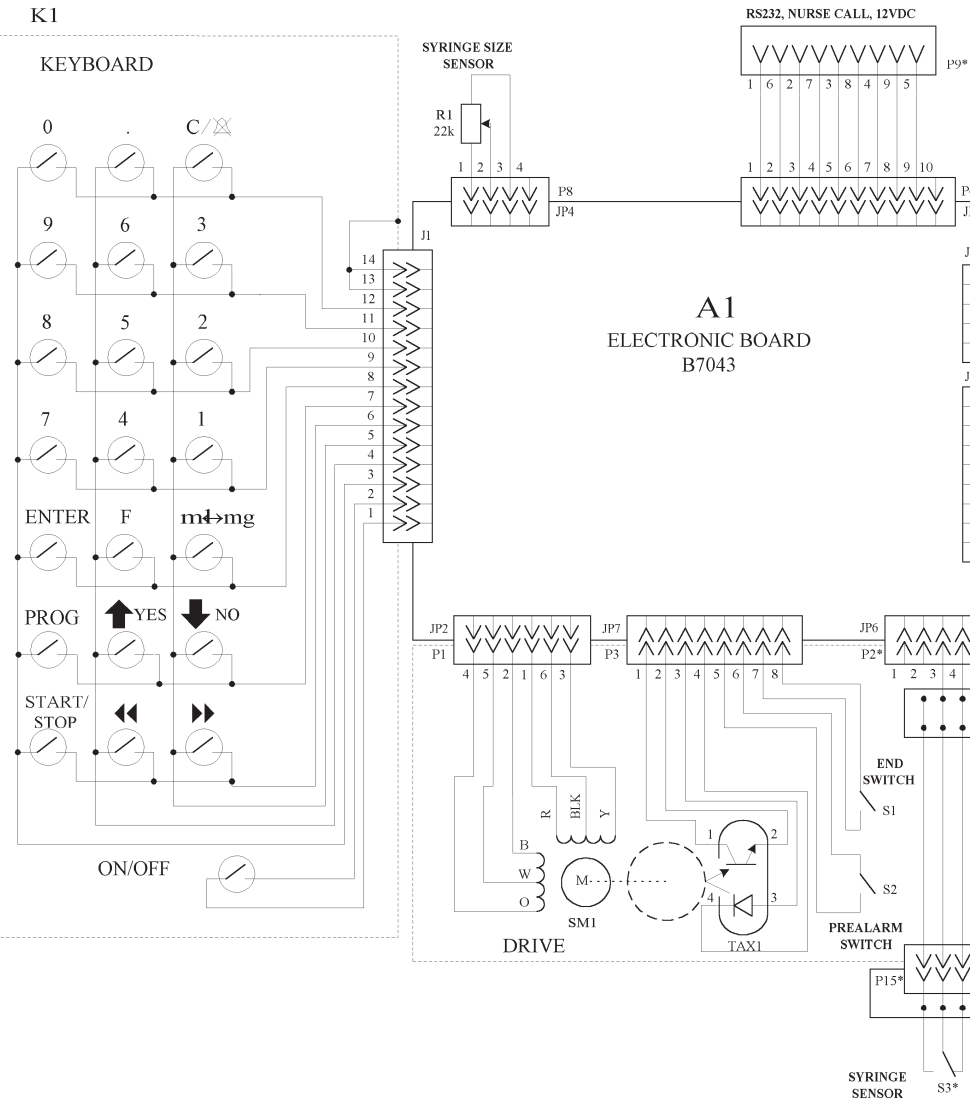 K1
RS232, NURSE CALL, 12VDC
SYRINGE SIZE
SENSOR
P9*
KEYBOARD
1 6 2 7 3 8 4 9 5
R1
22k
0 . C/
1 2 3 4
1 2 3 4 5 6 7 8 9 10
P8
JP4
J1
9 6 3
14
13
12
11
10
9
8
7
6
5
4
3
2
1
A1
ELECTRONIC BOARD
B7043
8 5 2
7 4 1
ENTER F ml↔mg
PROG YES NO
START/
STOP
ON/OFF
JP2
P1
4 5 2 1 6 3
JP7
P3
1 2 3 4 5 6 7 8
JP6
P2*
1 2 3 4
END
SWITCH
S1
R BLK Y
B
W
O
M
SM1
1 2
4 3
TAX1
S2
DRIVE
PREALARM
SWITCH
P15*
SYRINGE
SENSOR
S3*